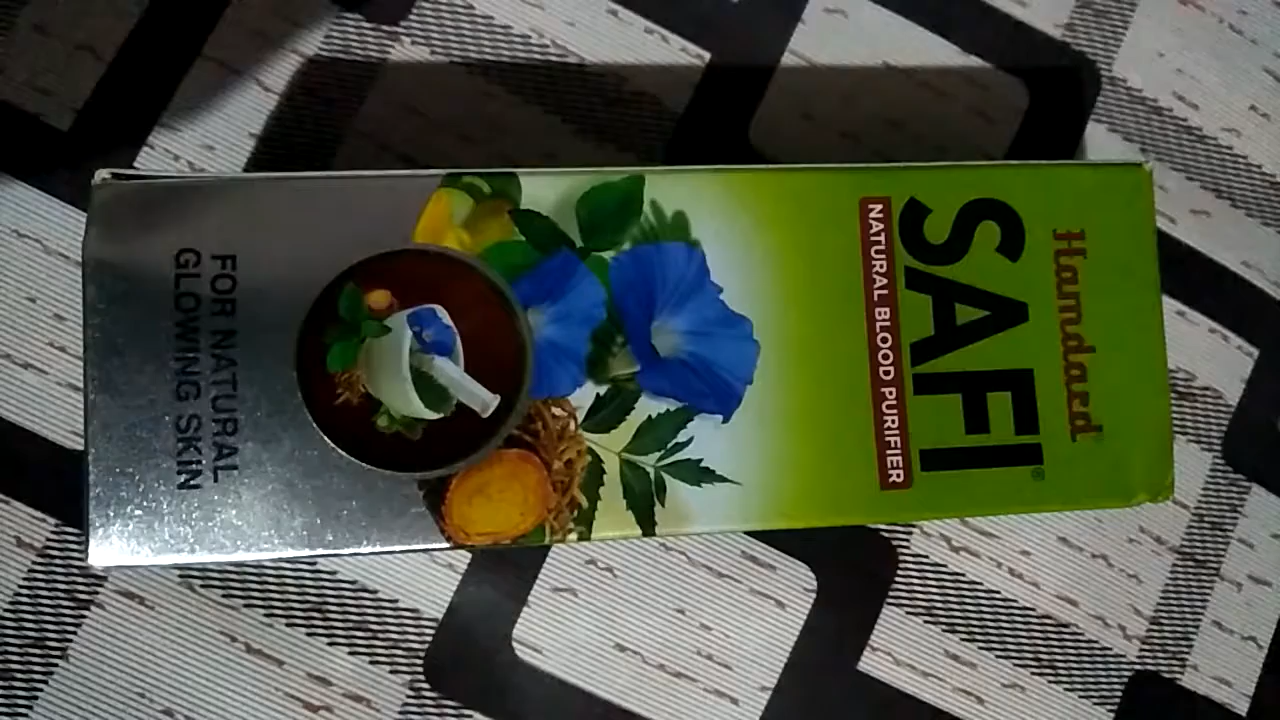 Hamdard
SAFI®
NATURAL BLOOD PURIFIER
FOR NATURAL
GLOWING SKIN